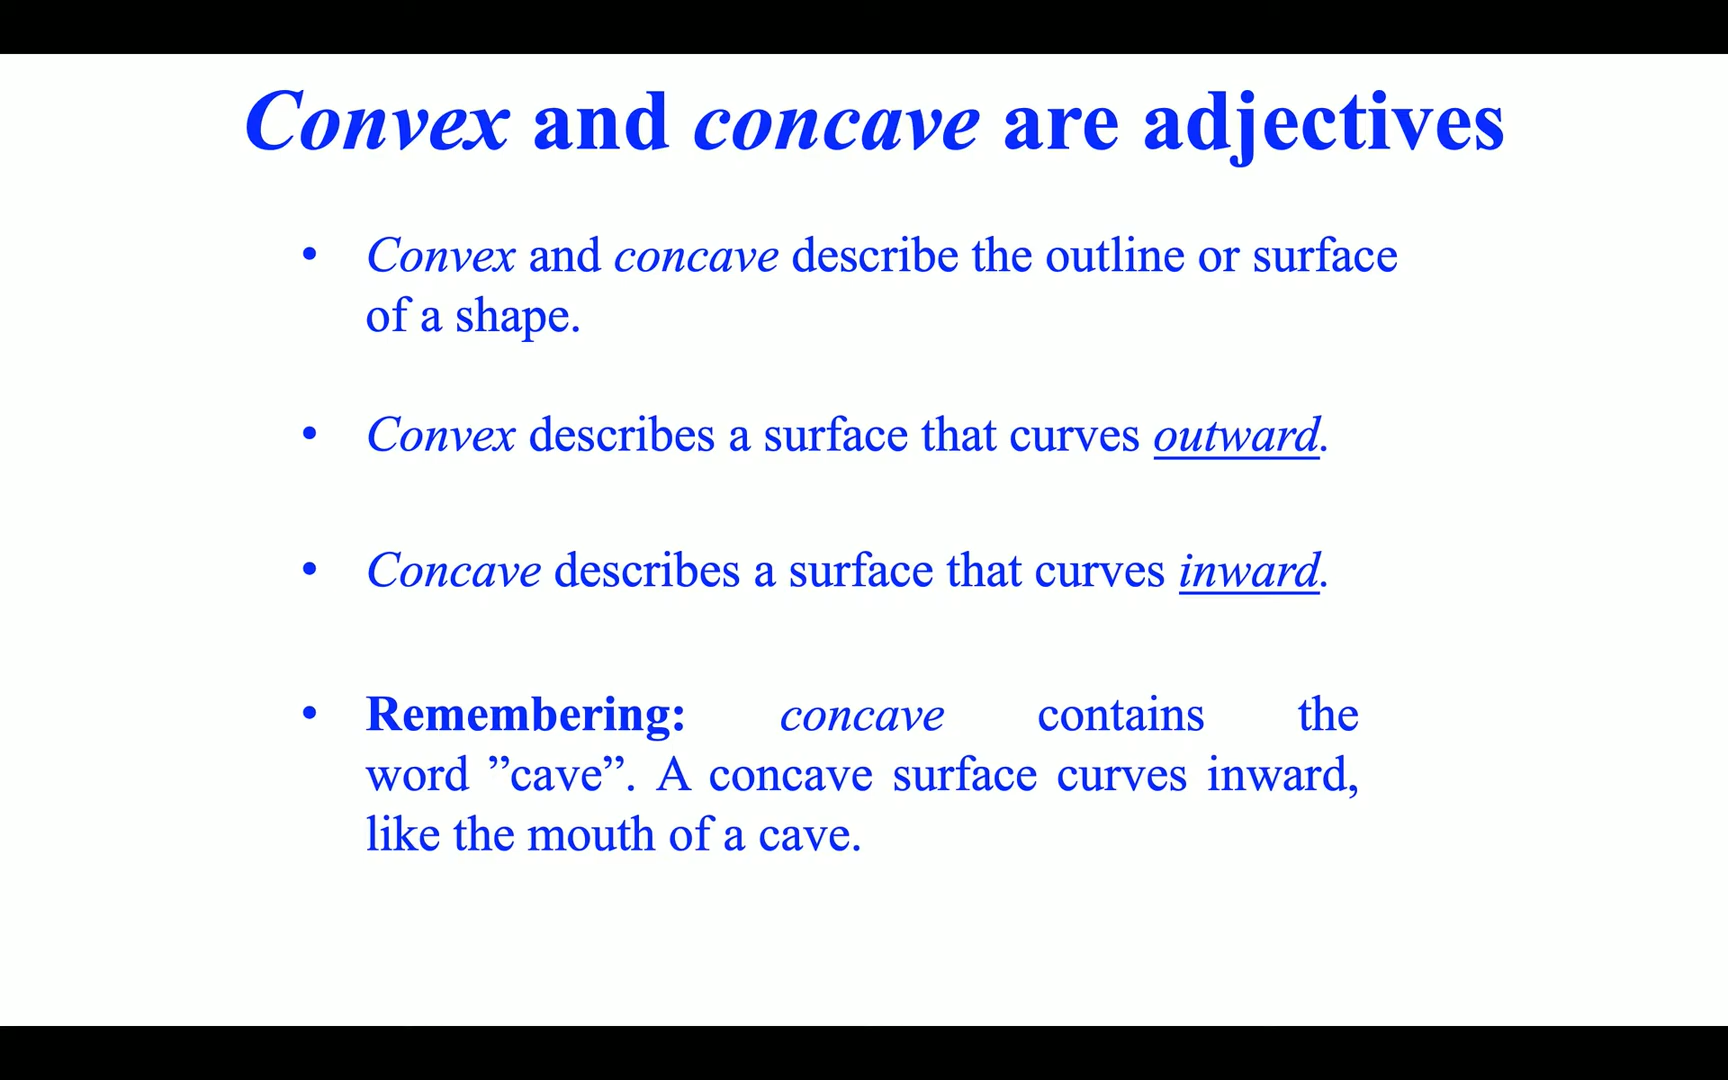 Convex and concave are adjectives
• Convex and concave describe the outline or surface
of a shape.
• Convex describes a surface that curves outward.
• Concave describes a surface that curves inward.
• Remembering: concave contains the
word ”cave”. A concave surface curves inward,
like the mouth of a cave.